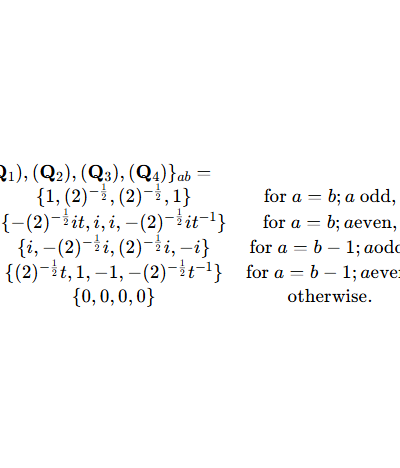 Q₁), (Q₂), (Q₃), (Q₄)}ₐb =
{1, (2)^{-1/2}, (2)^{-1/2}, 1} for a = b; a odd,
{−(2)^{-1/2}it, i, i, −(2)^{-1/2}it^{-1}} for a = b; aeven,
{i, −(2)^{-1/2}i, (2)^{-1/2}i, −i} for a = b − 1; aodd
{(2)^{-1/2}t, 1, −1, −(2)^{-1/2}t^{-1}} for a = b − 1; aeve
{0, 0, 0, 0} otherwise.